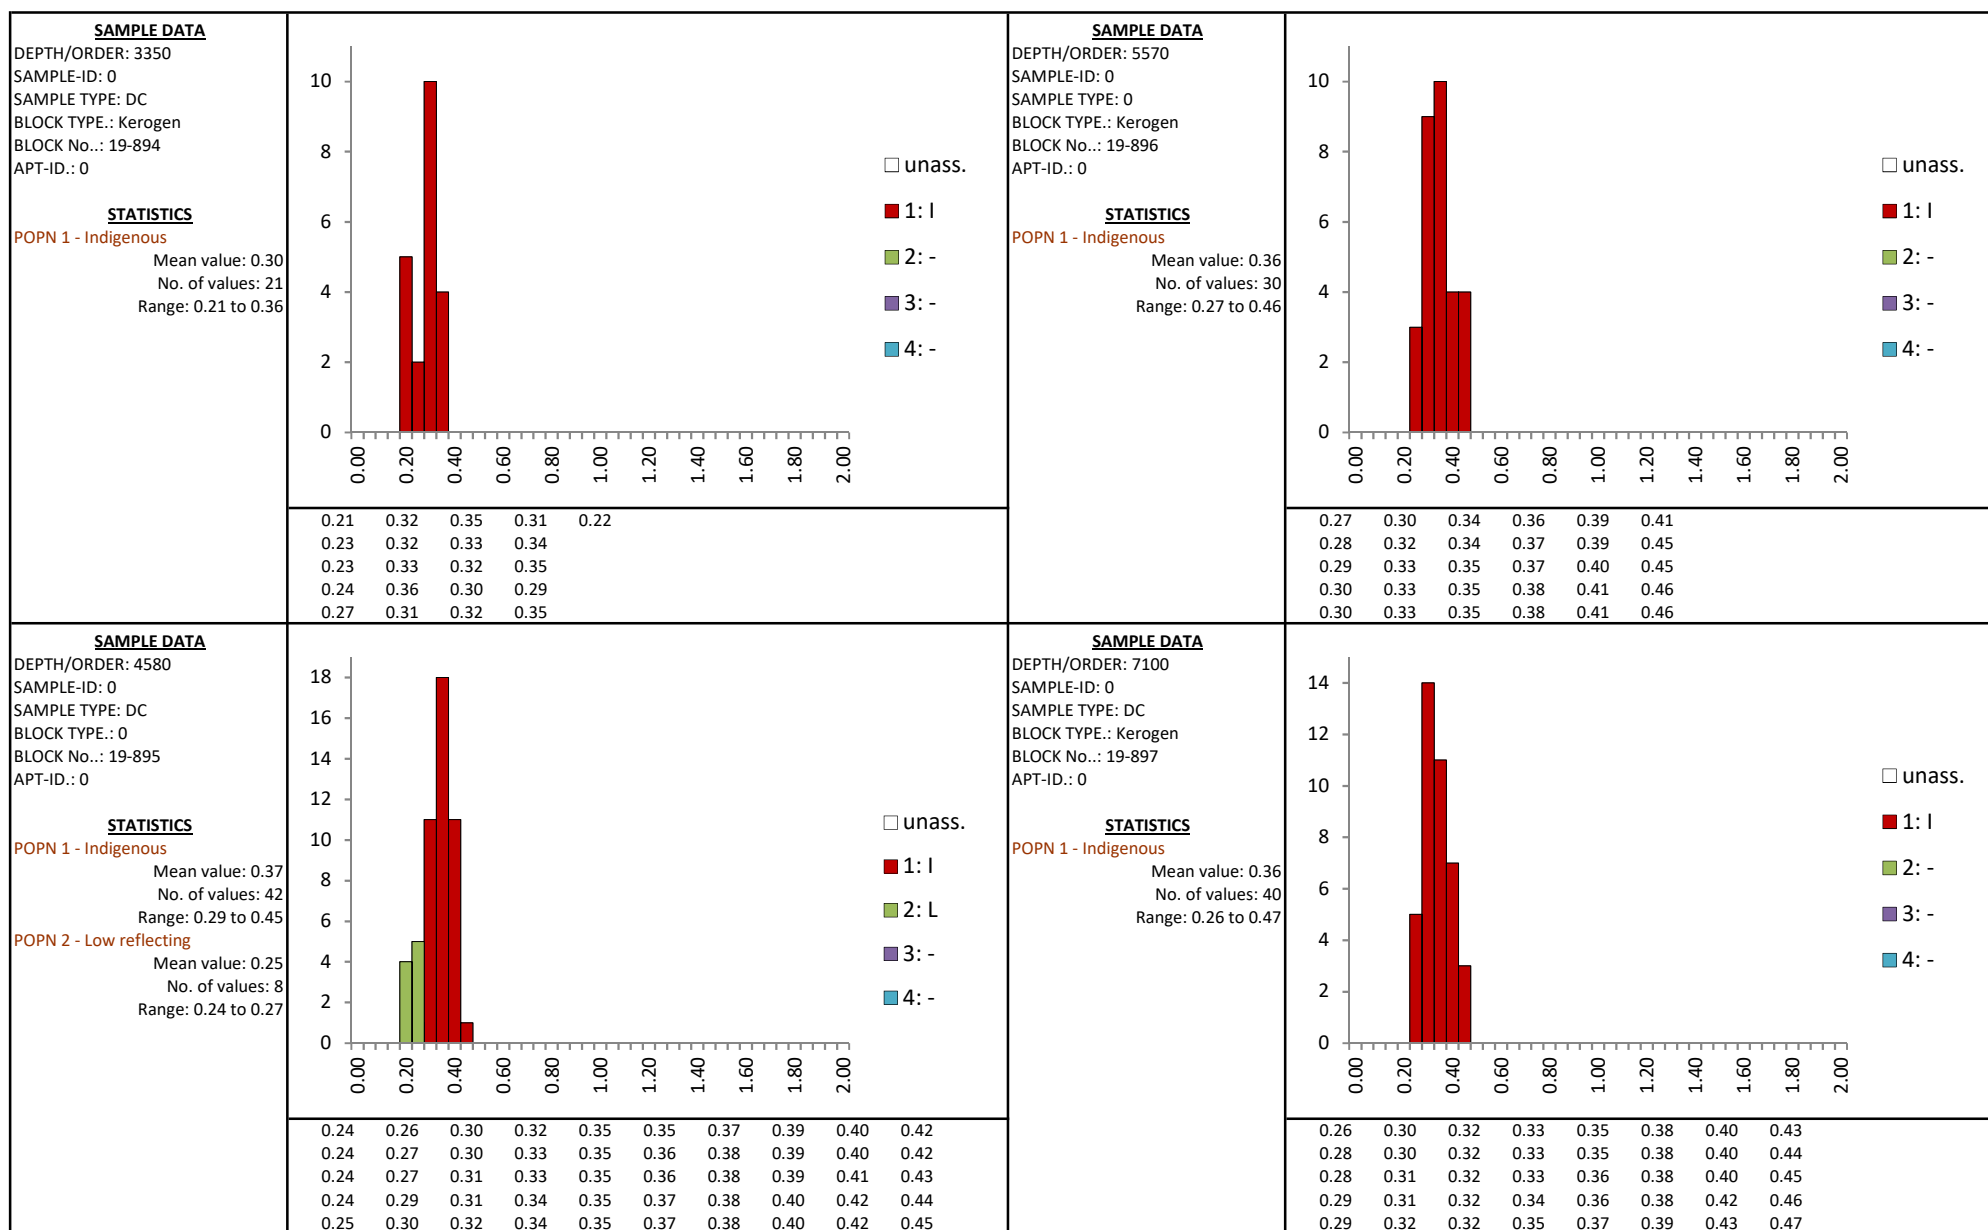 SAMPLE DATA
DEPTH/ORDER: 3350
SAMPLE-ID: 0
SAMPLE TYPE: DC
BLOCK TYPE.: Kerogen
BLOCK No..: 19-894
APT-ID.: 0
STATISTICS
POPN 1 - Indigenous
Mean value: 0.30
No. of values: 21
Range: 0.21 to 0.36
10
8
6
4
2
0
0.00 0.20 0.40 0.60 0.80 1.00 1.20 1.40 1.60 1.80 2.00
unass.
1: I
2: -
3: -
4: -
0.21 0.32 0.35 0.31 0.22
0.23 0.32 0.33 0.34
0.23 0.33 0.32 0.35
0.24 0.36 0.30 0.29
0.27 0.31 0.32 0.35
SAMPLE DATA
DEPTH/ORDER: 5570
SAMPLE-ID: 0
SAMPLE TYPE: 0
BLOCK TYPE.: Kerogen
BLOCK No..: 19-896
APT-ID.: 0
STATISTICS
POPN 1 - Indigenous
Mean value: 0.36
No. of values: 30
Range: 0.27 to 0.46
10
8
6
4
2
0
0.00 0.20 0.40 0.60 0.80 1.00 1.20 1.40 1.60 1.80 2.00
unass.
1: I
2: -
3: -
4: -
0.27 0.30 0.34 0.36 0.39 0.41
0.28 0.32 0.34 0.37 0.39 0.45
0.29 0.33 0.35 0.37 0.40 0.45
0.30 0.33 0.35 0.38 0.41 0.46
0.30 0.33 0.35 0.38 0.41 0.46
SAMPLE DATA
DEPTH/ORDER: 4580
SAMPLE-ID: 0
SAMPLE TYPE: DC
BLOCK TYPE.: 0
BLOCK No..: 19-895
APT-ID.: 0
STATISTICS
POPN 1 - Indigenous
Mean value: 0.37
No. of values: 42
Range: 0.29 to 0.45
POPN 2 - Low reflecting
Mean value: 0.25
No. of values: 8
Range: 0.24 to 0.27
18
16
14
12
10
8
6
4
2
0
0.00 0.20 0.40 0.60 0.80 1.00 1.20 1.40 1.60 1.80 2.00
unass.
1: I
2: L
3: -
4: -
0.24 0.26 0.30 0.32 0.35 0.35 0.37 0.39 0.40 0.42
0.24 0.27 0.30 0.33 0.35 0.36 0.38 0.39 0.40 0.42
0.24 0.27 0.31 0.33 0.35 0.36 0.38 0.39 0.41 0.43
0.24 0.29 0.31 0.34 0.35 0.37 0.38 0.40 0.42 0.44
0.25 0.30 0.32 0.34 0.35 0.37 0.38 0.40 0.42 0.45
SAMPLE DATA
DEPTH/ORDER: 7100
SAMPLE-ID: 0
SAMPLE TYPE: DC
BLOCK TYPE.: Kerogen
BLOCK No..: 19-897
APT-ID.: 0
STATISTICS
POPN 1 - Indigenous
Mean value: 0.36
No. of values: 40
Range: 0.26 to 0.47
14
12
10
8
6
4
2
0
0.00 0.20 0.40 0.60 0.80 1.00 1.20 1.40 1.60 1.80 2.00
unass.
1: I
2: -
3: -
4: -
0.26 0.30 0.32 0.33 0.35 0.38 0.40 0.43
0.28 0.30 0.32 0.33 0.35 0.38 0.40 0.44
0.28 0.31 0.32 0.33 0.36 0.38 0.40 0.45
0.29 0.31 0.32 0.34 0.36 0.38 0.42 0.46
0.29 0.32 0.32 0.35 0.37 0.39 0.43 0.47